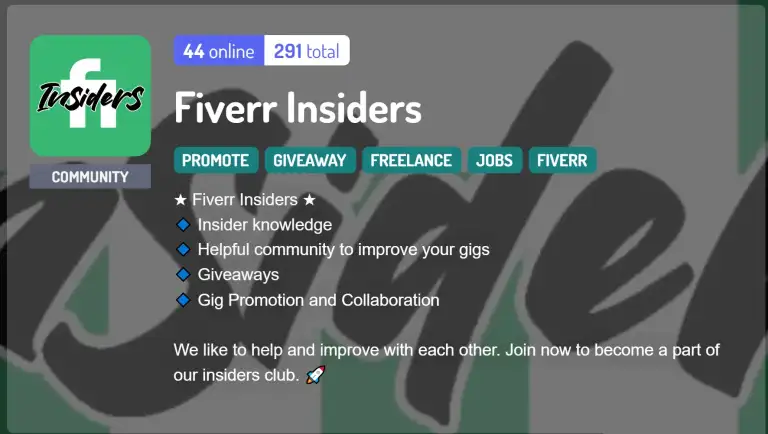 44 online 291 total
fi
Insiders
Fiverr Insiders
COMMUNITY
PROMOTE GIVEAWAY FREELANCE JOBS FIVERR
★ Fiverr Insiders ★
🔷 Insider knowledge
🔷 Helpful community to improve your gigs
🔷 Giveaways
🔷 Gig Promotion and Collaboration
We like to help and improve with each other. Join now to become a part of
our insiders club. 🚀